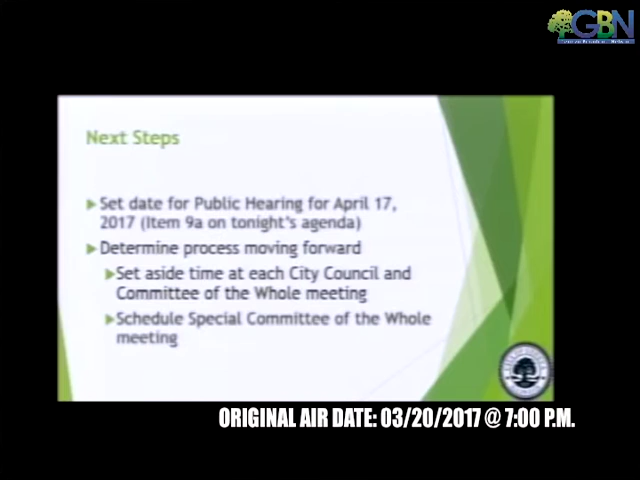 GBN
Next Steps
Set date for Public Hearing for April 17,
2017 (Item 9a on tonight's agenda)
Determine process moving forward
Set aside time at each City Council and
Committee of the Whole meeting
Schedule Special Committee of the Whole
meeting
ORIGINAL AIR DATE: 03/20/2017 @ 7:00 P.M.